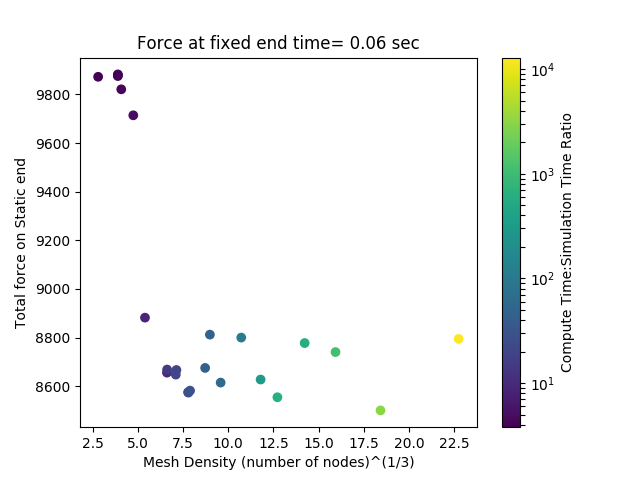 Force at fixed end time= 0.06 sec
9800
9600
9400
9200
9000
8800
8600
Total force on Static end
2.5 5.0 7.5 10.0 12.5 15.0 17.5 20.0 22.5
Mesh Density (number of nodes)^(1/3)
10^4
10^3
10^2
10^1
Compute Time:Simulation Time Ratio